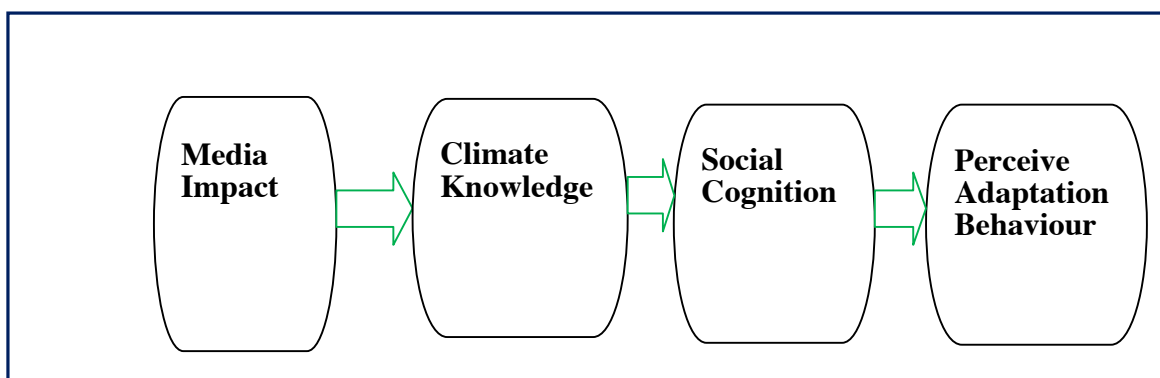 Media
Impact
Climate
Knowledge
Social
Cognition
Perceive
Adaptation
Behaviour